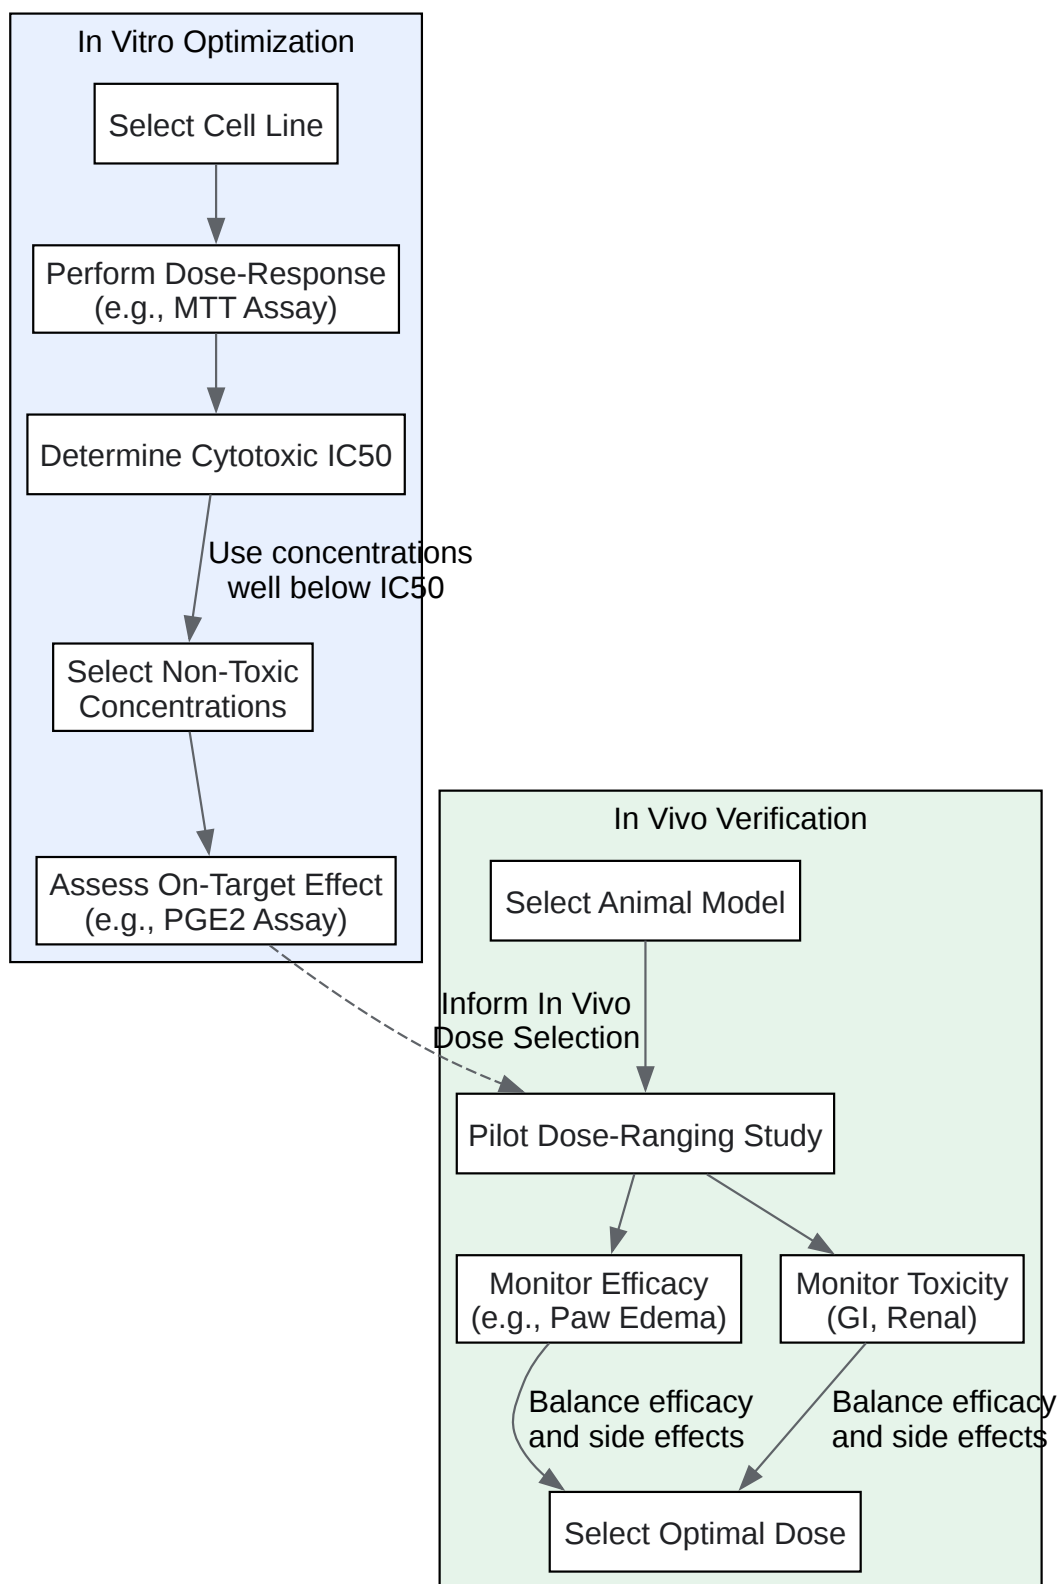 In Vitro Optimization
Select Cell Line
Perform Dose-Response
(e.g., MTT Assay)
Determine Cytotoxic IC50
Use concentrations
well below IC50
Select Non-Toxic
Concentrations
Assess On-Target Effect
(e.g., PGE2 Assay)
In Vivo Verification
Select Animal Model
Inform In Vivo
Dose Selection
Pilot Dose-Ranging Study
Monitor Efficacy
(e.g., Paw Edema)
Monitor Toxicity
(GI, Renal)
Balance efficacy
and side effects
Balance efficacy
and side effects
Select Optimal Dose